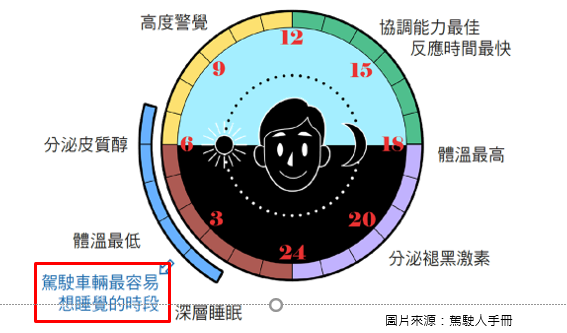 高度警覺
12
協調能力最佳
反應時間最快
9
15
分泌皮質醇
6
18
體溫最高
3
20
體溫最低
24
分泌褪黑激素
駕駛車輛最容易
想睡覺的時段
深層睡眠
圖片來源：駕駛人手冊